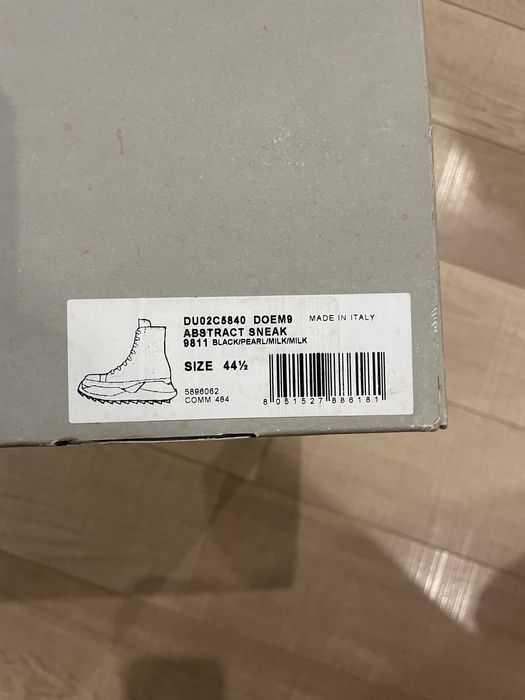 DU02C5840 DOEM9 MADE IN ITALY
ABSTRACT SNEAK
9811 BLACK/PEARL/MILK/MILK
SIZE 44½
5696062
COMM 484
8 051527 886181